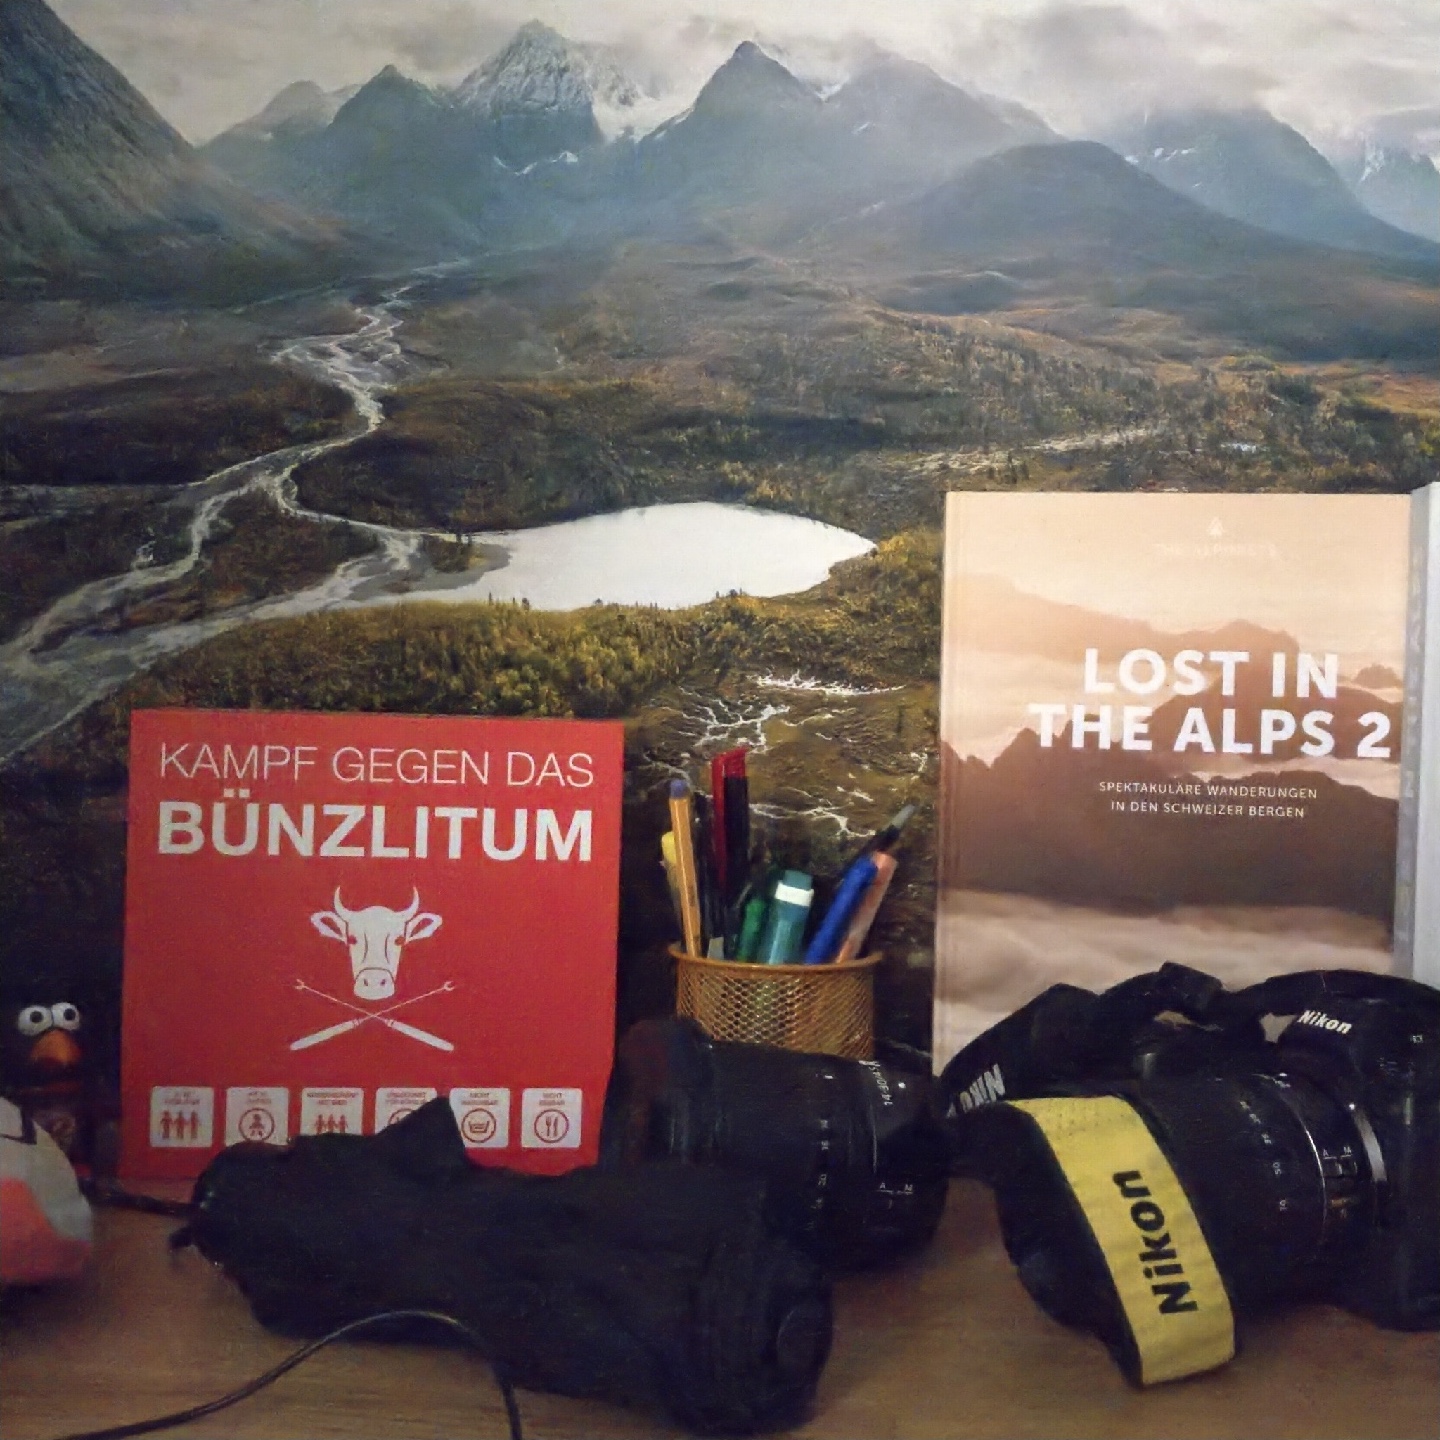 KAMPF GEGEN DAS
BÜNZLITUM
LOST IN
THE ALPS 2
SPEKTAKULÄRE WANDERUNGEN
IN DEN SCHWEIZER BERGEN
Nikon
Nikon